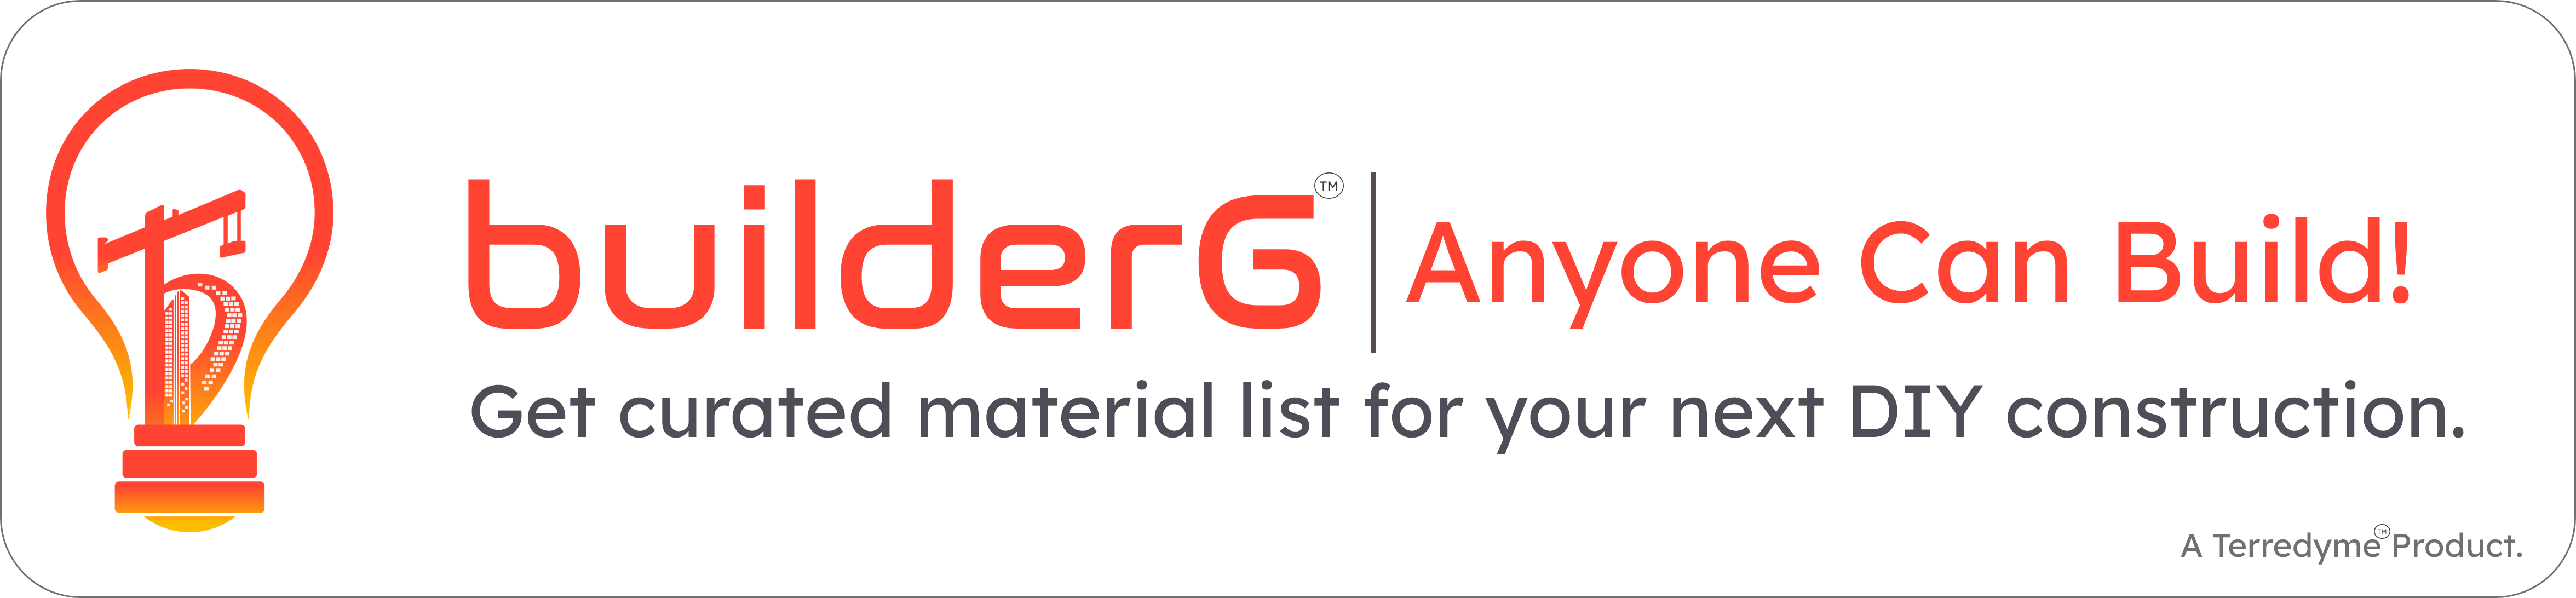 builderG™ | Anyone Can Build!
Get curated material list for your next DIY construction.
A Terredyme™ Product.